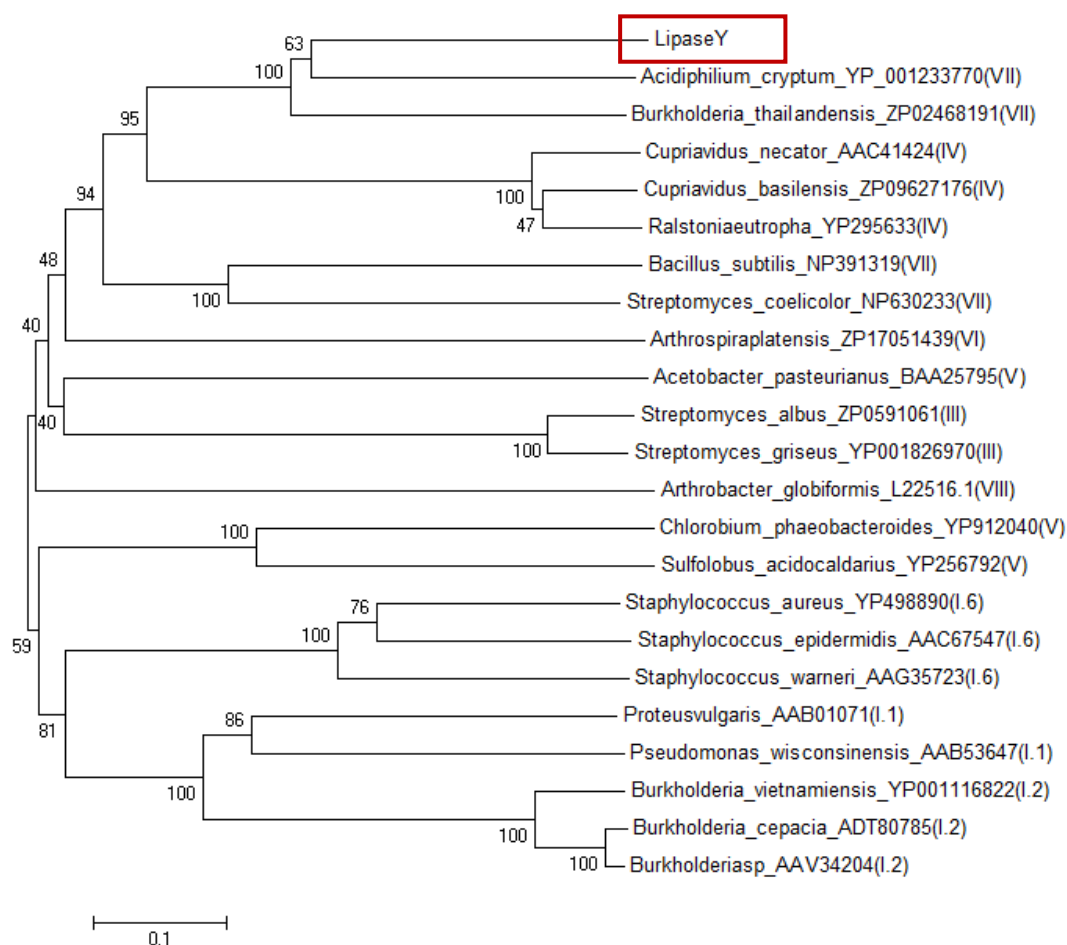 LipaseY
63
Acidiphilium_cryptum_YP_001233770(VII)
100
Burkholderia_thailandensis_ZP02468191(VII)
95
Cupriavidus_necator_AAC41424(IV)
94
Cupriavidus_basilensis_ZP09627176(IV)
100
47
Ralstoniaeutropha_YP295633(IV)
48
Bacillus_subtilis_NP391319(VII)
100
Streptomyces_coelicolor_NP630233(VII)
40
Arthrospiraplatensis_ZP17051439(VI)
Acetobacter_pasteurianus_BAA25795(V)
40
Streptomyces_albus_ZP0591061(III)
100
Streptomyces_griseus_YP001826970(III)
Arthrobacter_globiformis_L22516.1(VIII)
100
Chlorobium_phaeobacteroides_YP912040(V)
Sulfolobus_acidocaldarius_YP256792(V)
76
Staphylococcus_aureus_YP498890(I.6)
100
Staphylococcus_epidermidis_AAC67547(I.6)
59
Staphylococcus_warneri_AAG35723(I.6)
81
86
Proteusvulgaris_AAB01071(I.1)
Pseudomonas_wisconsinensis_AAB53647(I.1)
100
Burkholderia_vietnamiensis_YP001116822(I.2)
100
Burkholderia_cepacia_ADT80785(I.2)
100
Burkholderiasp_AAV34204(I.2)
0.1